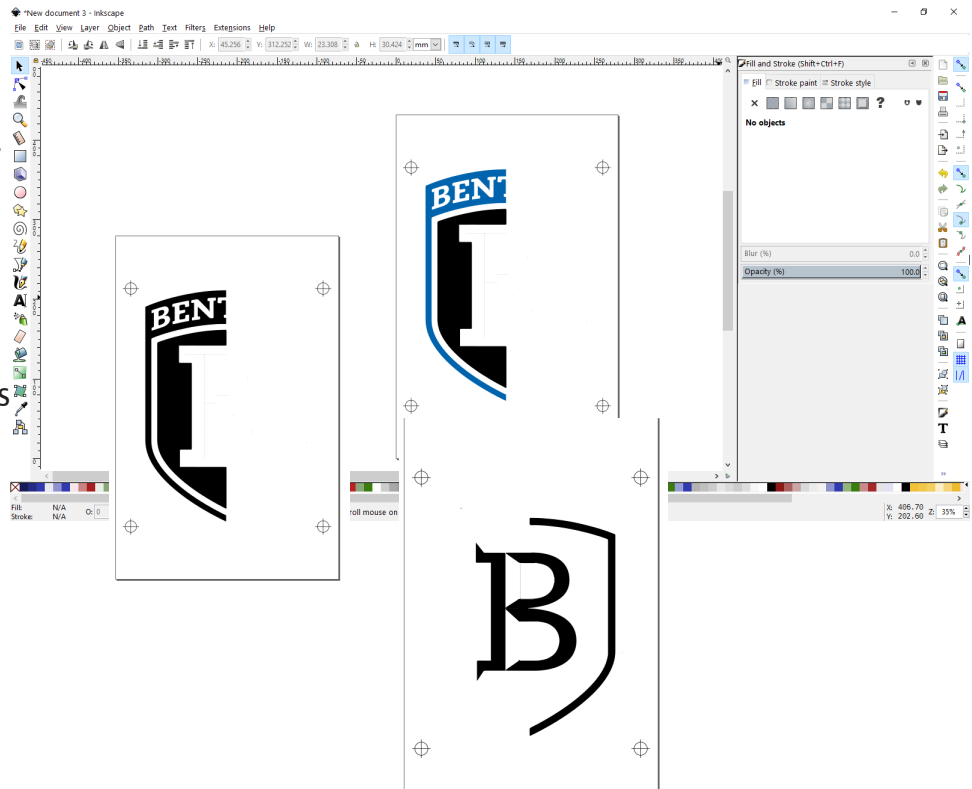 *New document 3 - Inkscape
File Edit View Layer Object Path Text Filters Extensions Help
X: 45.256 Y: 312.252 W: 23.308 H: 30.424 mm
Fill and Stroke (Shift+Ctrl+F)
Fill Stroke paint Stroke style
?
No objects
BENT
BENT
Blur (%) 0.0
Opacity (%) 100.0
S
B
Fill: N/A
Stroke: N/A
O: 0
roll mouse on
X: 406.70
Y: 202.60
Z: 35%